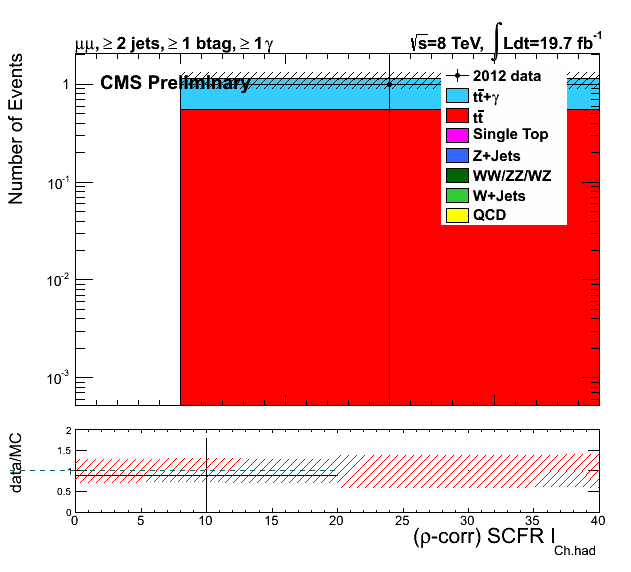 μμ, ≥ 2 jets, ≥ 1 btag, ≥ 1 γ
√s=8 TeV, ∫Ldt=19.7 fb⁻¹
CMS Preliminary
2012 data
tt̄+γ
tt̄
Single Top
Z+Jets
WW/ZZ/WZ
W+Jets
QCD
Number of Events
1
10⁻¹
10⁻²
10⁻³
data/MC
2
1.5
1
0.5
0
0 5 10 15 20 25 30 35 40
(ρ-corr) SCFR I_Ch.had